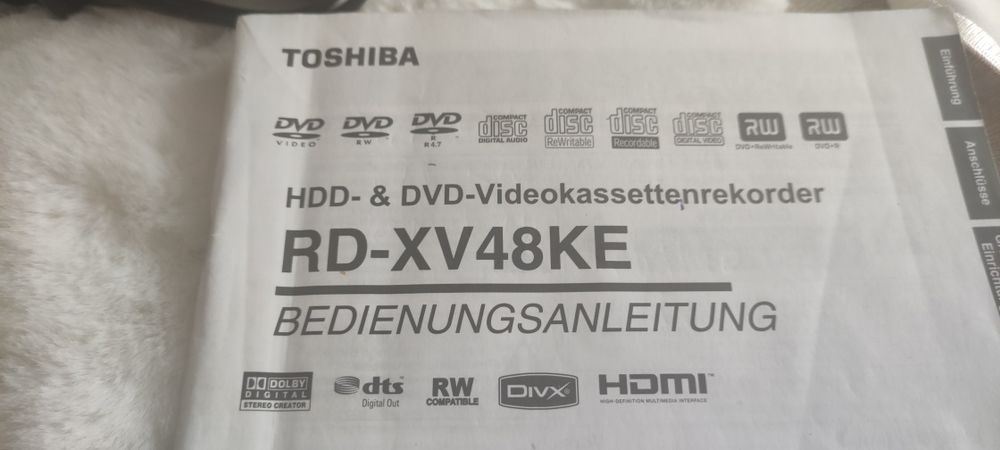 TOSHIBA
DVD VIDEO
DVD RW
DVD R R4.7
COMPACT disc DIGITAL AUDIO
COMPACT disc ReWritable
COMPACT disc Recordable
COMPACT disc DIGITAL VIDEO
RW DVD+ReWritable
RW DVD+R
HDD- & DVD-Videokassettenrekorder
RD-XV48KE
BEDIENUNGSANLEITUNG
DOLBY DIGITAL STEREO CREATOR
dts Digital Out
RW COMPATIBLE
DIVX
HDMI™ HIGH-DEFINITION MULTIMEDIA INTERFACE
Einführung
Anschlüsse